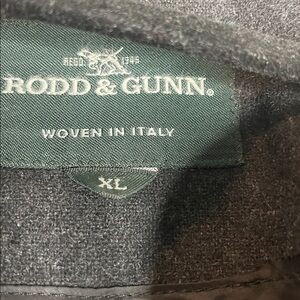 REGD 1946
RODD & GUNN®
WOVEN IN ITALY
XL